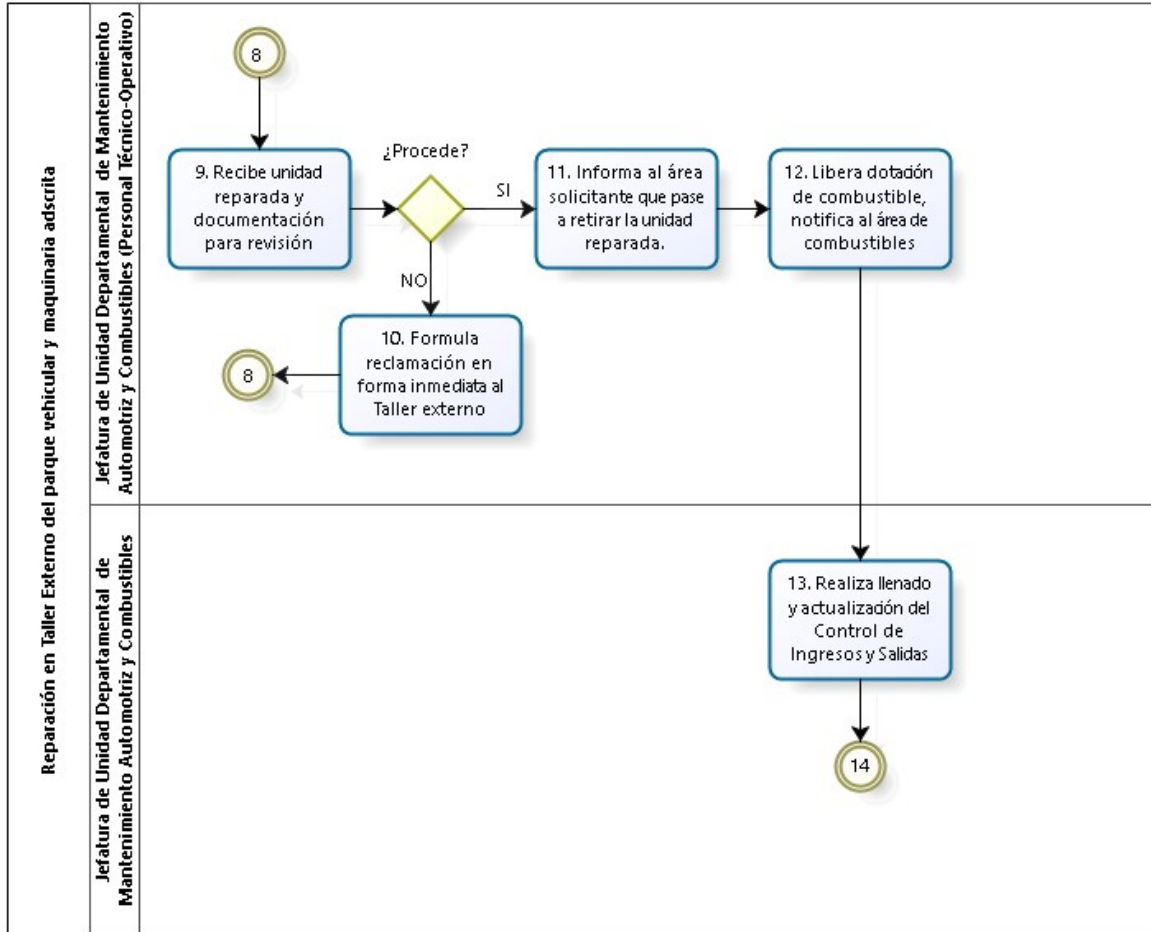 Reparación en Taller Externo del parque vehicular y maquinaria adscrita
Jefatura de Unidad Departamental de Mantenimiento
Automotriz y Combustibles (Personal Técnico-Operativo)
8
9. Recibe unidad
reparada y
documentación
para revisión
¿Procede?
SI
NO
11. Informa al área
solicitante que pase
a retirar la unidad
reparada.
12. Libera dotación
de combustible,
notifica al área de
combustibles
10. Formula
reclamación en
forma inmediata al
Taller externo
8
Jefatura de Unidad Departamental de
Mantenimiento Automotriz y Combustibles
13. Realiza llenado
y actualización del
Control de
Ingresos y Salidas
14